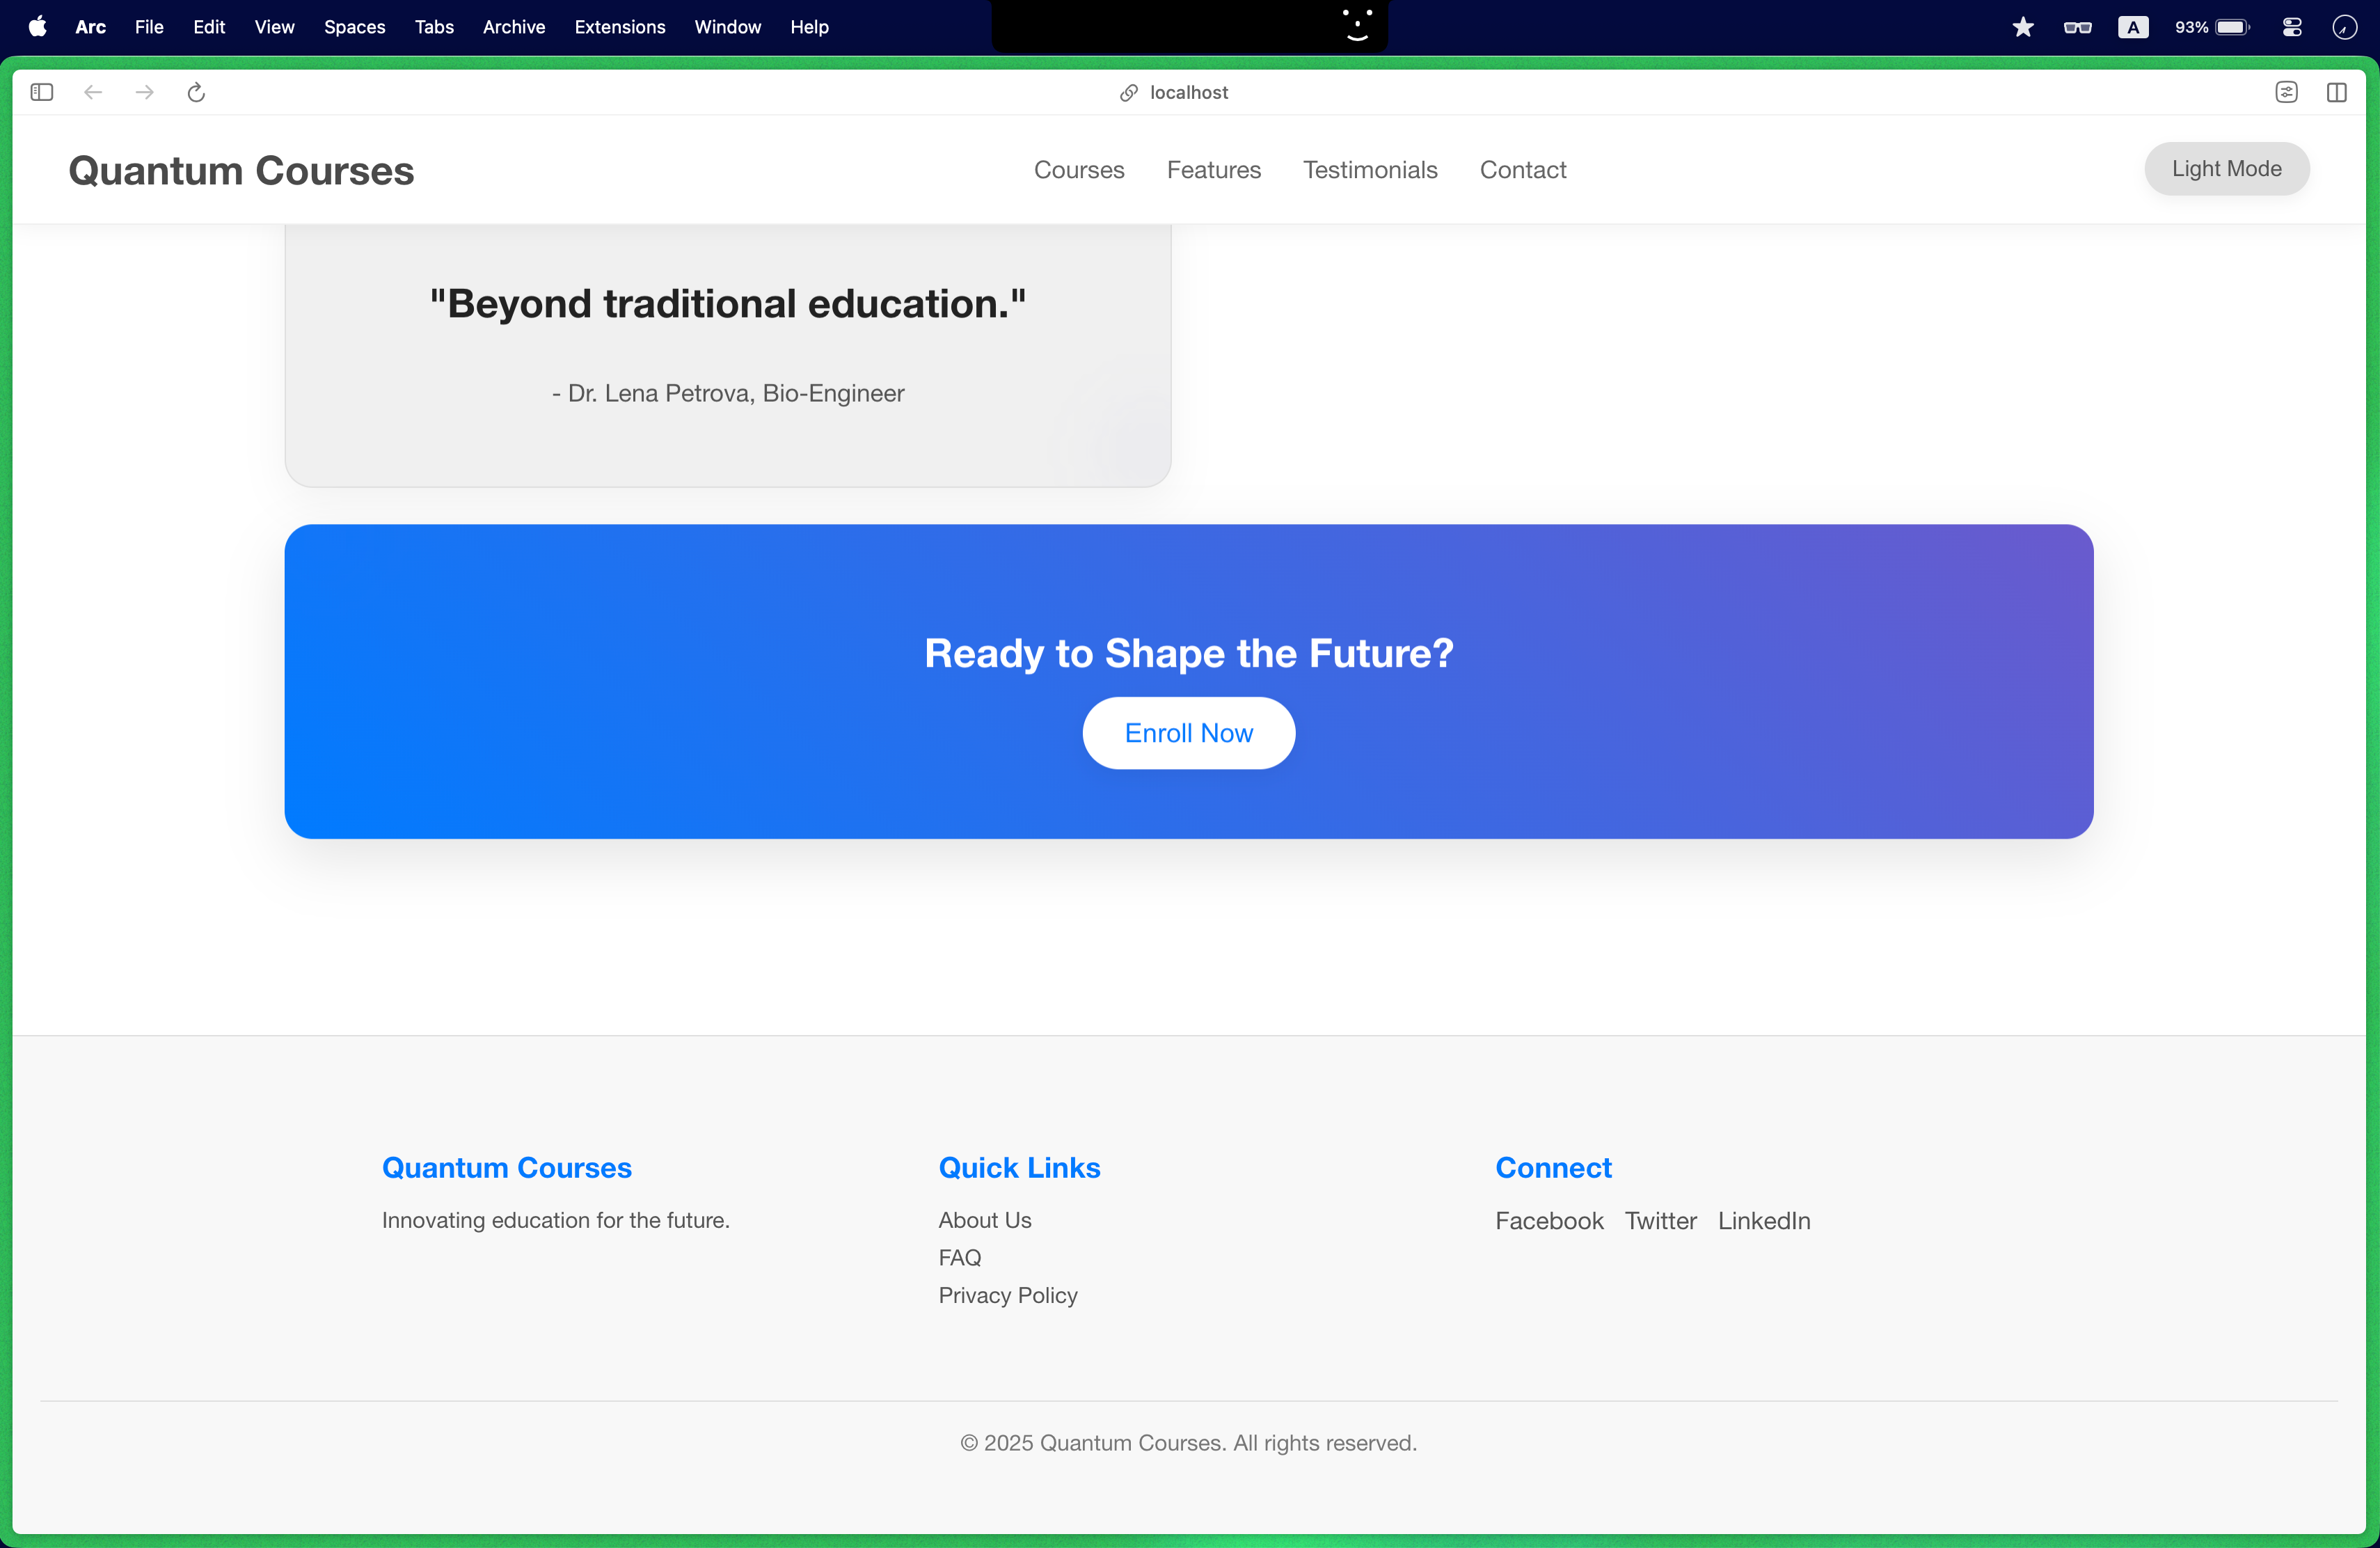 Arc File Edit View Spaces Tabs Archive Extensions Window Help A 93%
localhost
Quantum Courses Courses Features Testimonials Contact Light Mode
"Beyond traditional education."
- Dr. Lena Petrova, Bio-Engineer
Ready to Shape the Future?
Enroll Now
Quantum Courses
Innovating education for the future.
Quick Links
About Us
FAQ
Privacy Policy
Connect
Facebook Twitter LinkedIn
© 2025 Quantum Courses. All rights reserved.